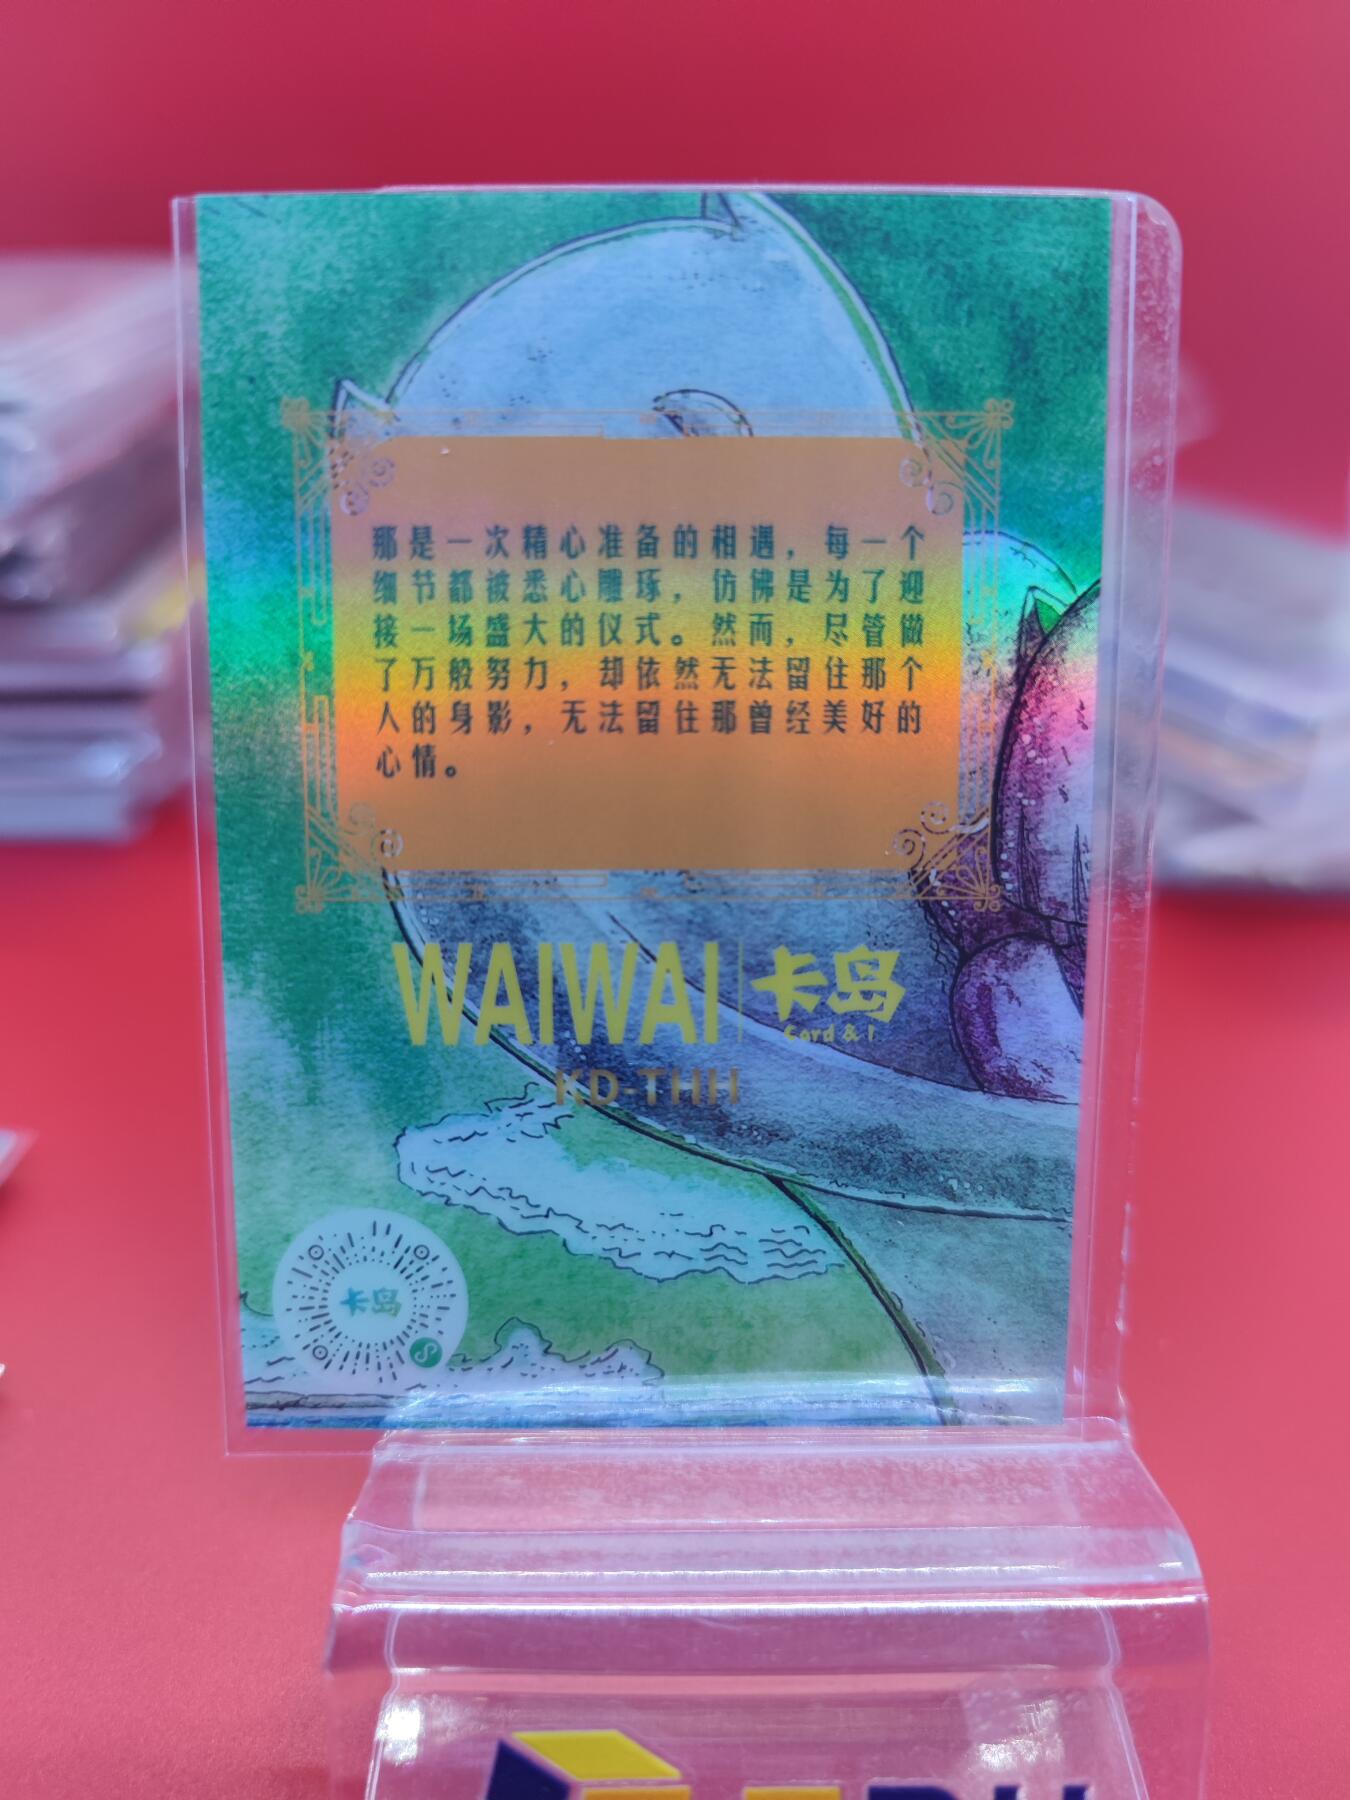 那是一次精心准备的相遇，每一个
细节都被悉心雕琢，仿佛是为了迎
接一场盛大的仪式。然而，尽管做
了万般努力，却依然无法留住那个
人的身影，无法留住那曾经美好的
心情。
WAIWAI 卡岛
Card & I
KD-THH
卡岛